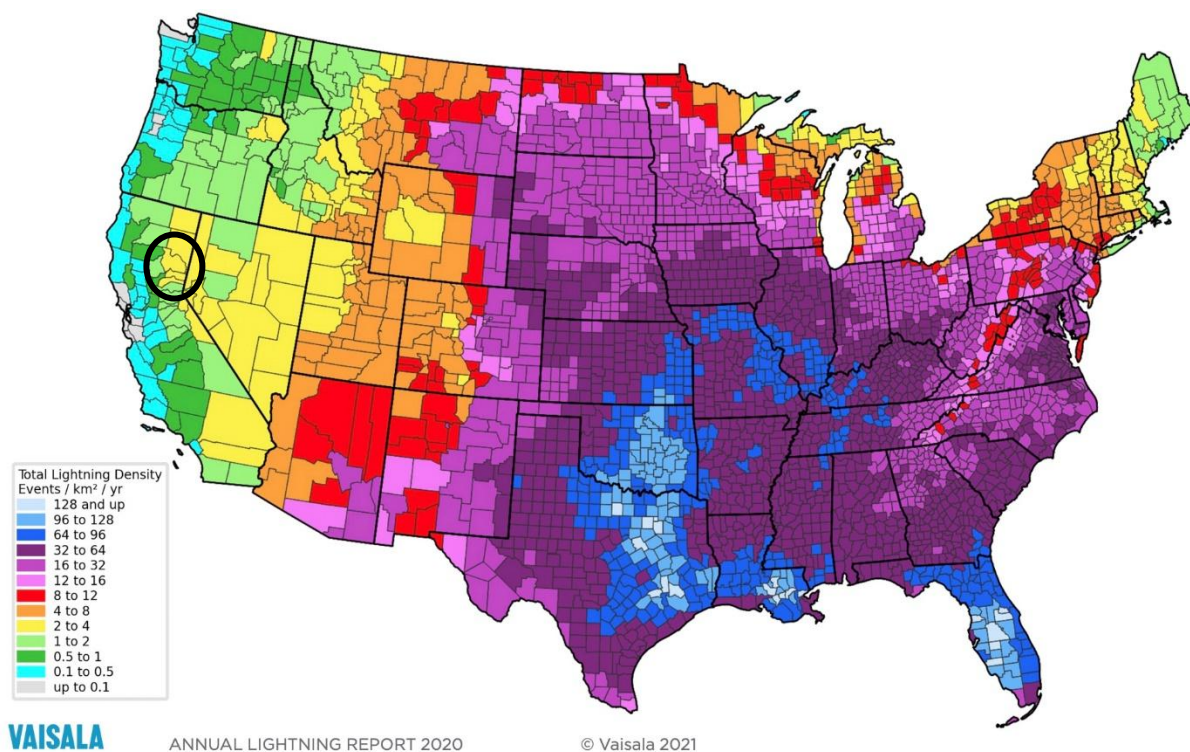 Total Lightning Density
Events / km² / yr
128 and up
96 to 128
64 to 96
32 to 64
16 to 32
12 to 16
8 to 12
4 to 8
2 to 4
1 to 2
0.5 to 1
0.1 to 0.5
up to 0.1
VAISALA ANNUAL LIGHTNING REPORT 2020 © Vaisala 2021